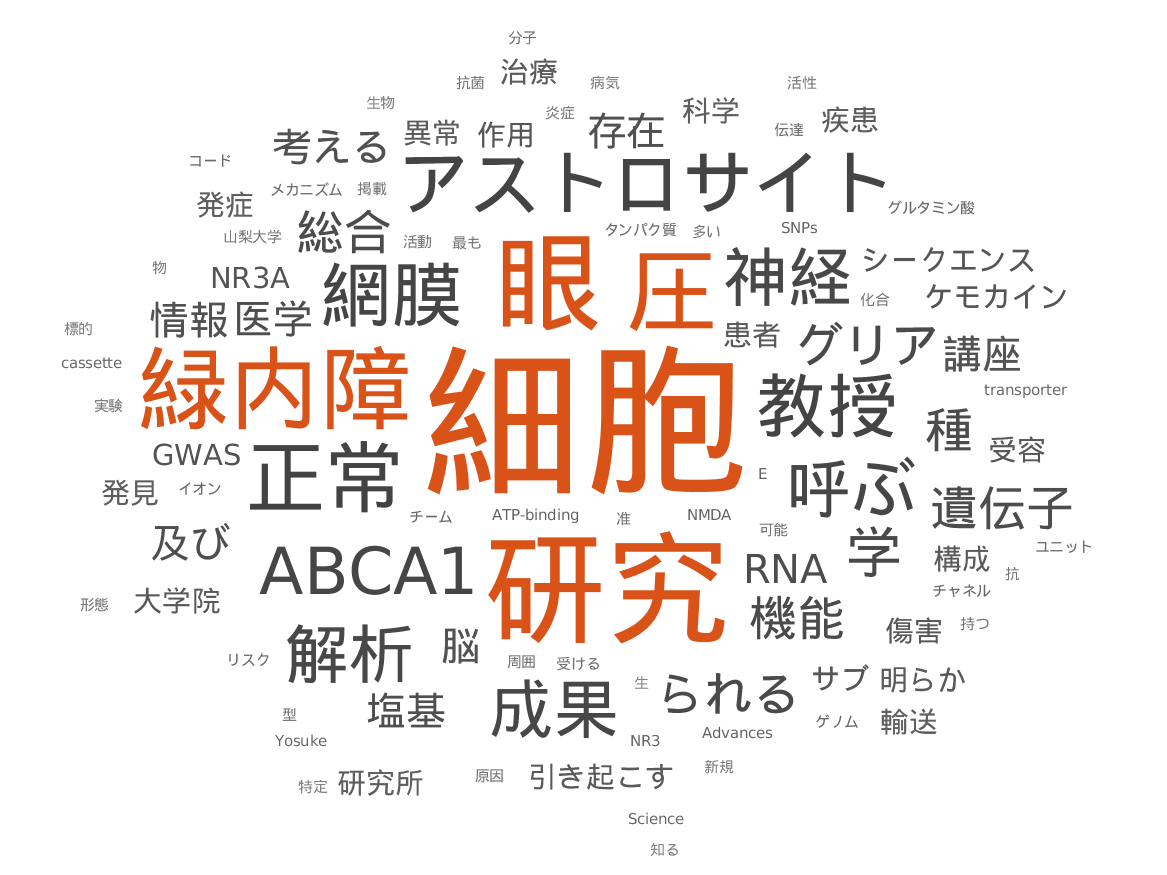 分子
治療
抗菌
病気
活性
生物
炎症
科学
存在
異常
作用
伝達
疾患
考える
アストロサイト
コード
メカニズム
掲載
発症
グルタミン酸
総合
山梨大学
活動
最も
タンパク質
多い
SNPs
眼圧
神経
シークエンス
物
NR3A
網膜
化合
ケモカイン
情報
医学
標的
患者
グリア
講座
cassette
緑内障
細胞
教授
transporter
実験
種
受容
GWAS
正常
E
呼ぶ
発見
イオン
遺伝子
チーム
ATP-binding
准
NMDA
可能
及び
学
ユニット
ABCA1
研究
RNA
構成
抗
チャネル
形態
大学院
機能
傷害
持つ
解析
脳
リスク
周囲
受ける
サブ
明らか
生
られる
型
塩基
成果
ゲノム
輸送
Yosuke
NR3
Advances
特定
研究所
原因
引き起こす
新規
Science
知る